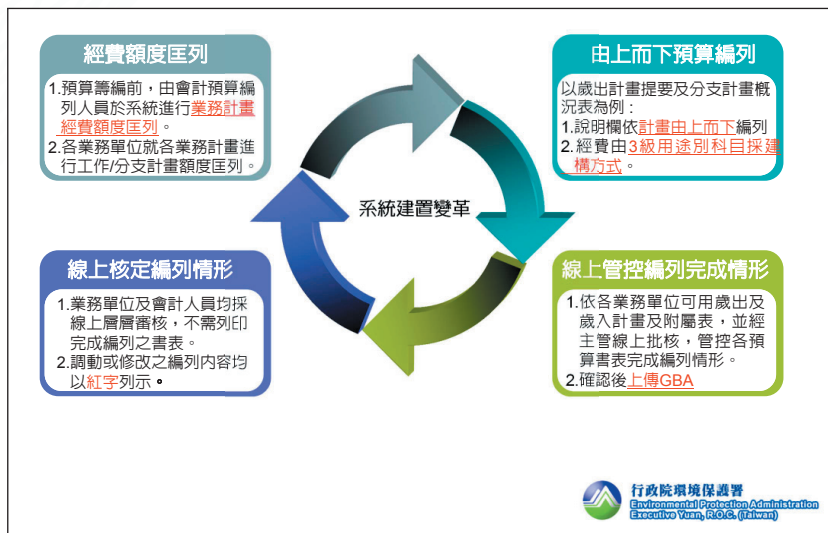 經費額度匡列
1.預算籌編前，由會計預算編
列人員於系統進行業務計畫
經費額度匡列。
2.各業務單位就各業務計畫進
行工作/分支計畫額度匡列。
由上而下預算編列
以歲出計畫提要及分支計畫概
況表為例：
1.說明欄依計畫由上而下編列
2.經費由3級用途別科目採建
構方式。
系統建置變革
線上核定編列情形
1.業務單位及會計人員均採
線上層層審核，不需列印
完成編列之書表。
2.調動或修改之編列內容均
以紅字列示。
線上管控編列完成情形
1.依各業務單位可用歲出及
歲入計畫及附屬表，並經
主管線上批核，管控各預
算書表完成編列情形。
2.確認後上傳GBA
行政院環境保護署
Environmental Protection Administration
Executive Yuan, R.O.C. (Taiwan)